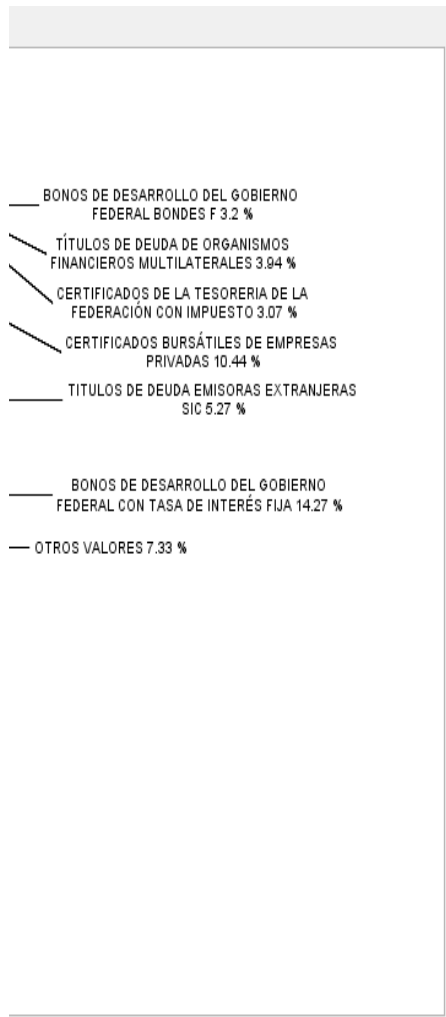 BONOS DE DESARROLLO DEL GOBIERNO
FEDERAL BONDES F 3.2 %
TÍTULOS DE DEUDA DE ORGANISMOS
FINANCIEROS MULTILATERALES 3.94 %
CERTIFICADOS DE LA TESORERIA DE LA
FEDERACIÓN CON IMPUESTO 3.07 %
CERTIFICADOS BURSÁTILES DE EMPRESAS
PRIVADAS 10.44 %
TITULOS DE DEUDA EMISORAS EXTRANJERAS
SIC 5.27 %
BONOS DE DESARROLLO DEL GOBIERNO
FEDERAL CON TASA DE INTERÉS FIJA 14.27 %
OTROS VALORES 7.33 %